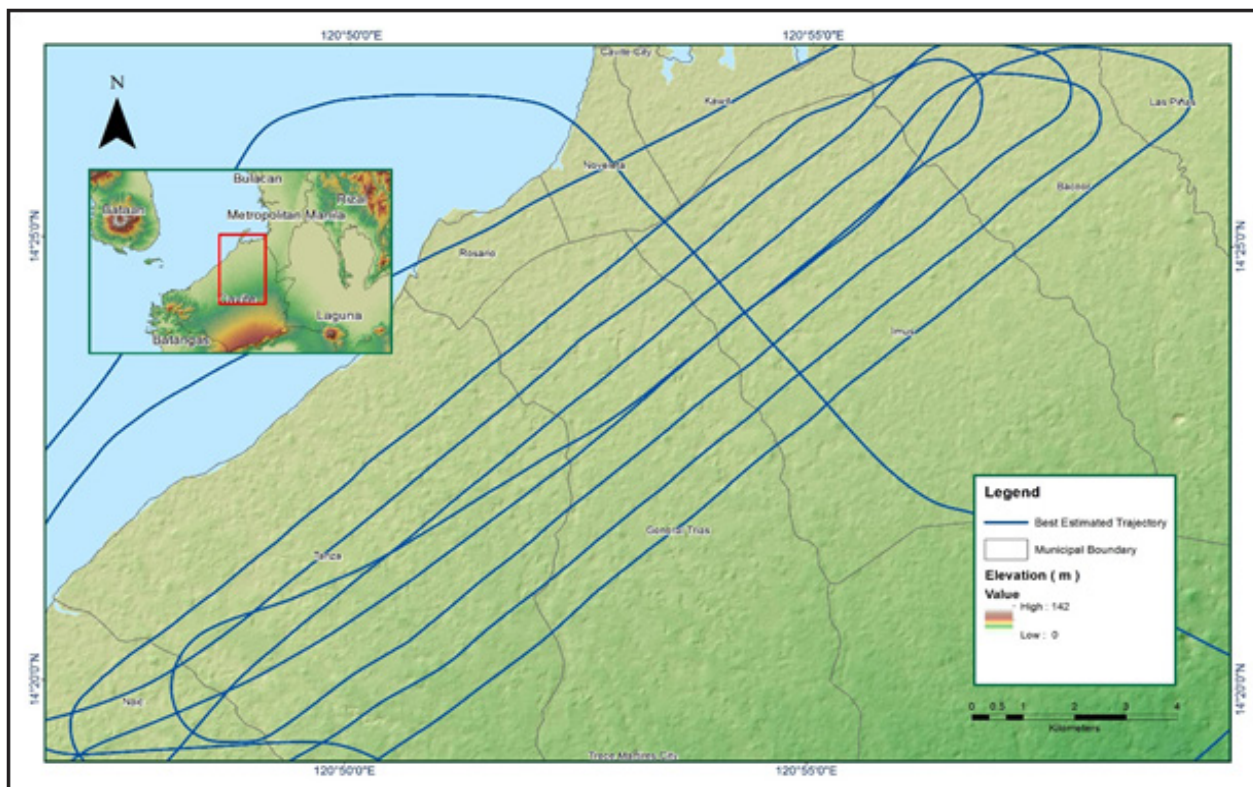 120°50'0"E
120°55'0"E
Cavite City
N
Kawit
Las Piñas
Noveleta
Bulacan
Rizal
Bataan
Metropolitan Manila
Bacoor
14°25'0"N
14°25'0"N
Rosario
Cavite
Laguna
Batangas
Imus
Legend
Best Estimated Trajectory
General Trias
Tanza
Municipal Boundary
Elevation ( m )
Value
High : 142
Low : 0
14°20'0"N
14°20'0"N
Naic
0 0.5 1 2 3 4
Kilometers
Trece Martires City
120°50'0"E
120°55'0"E